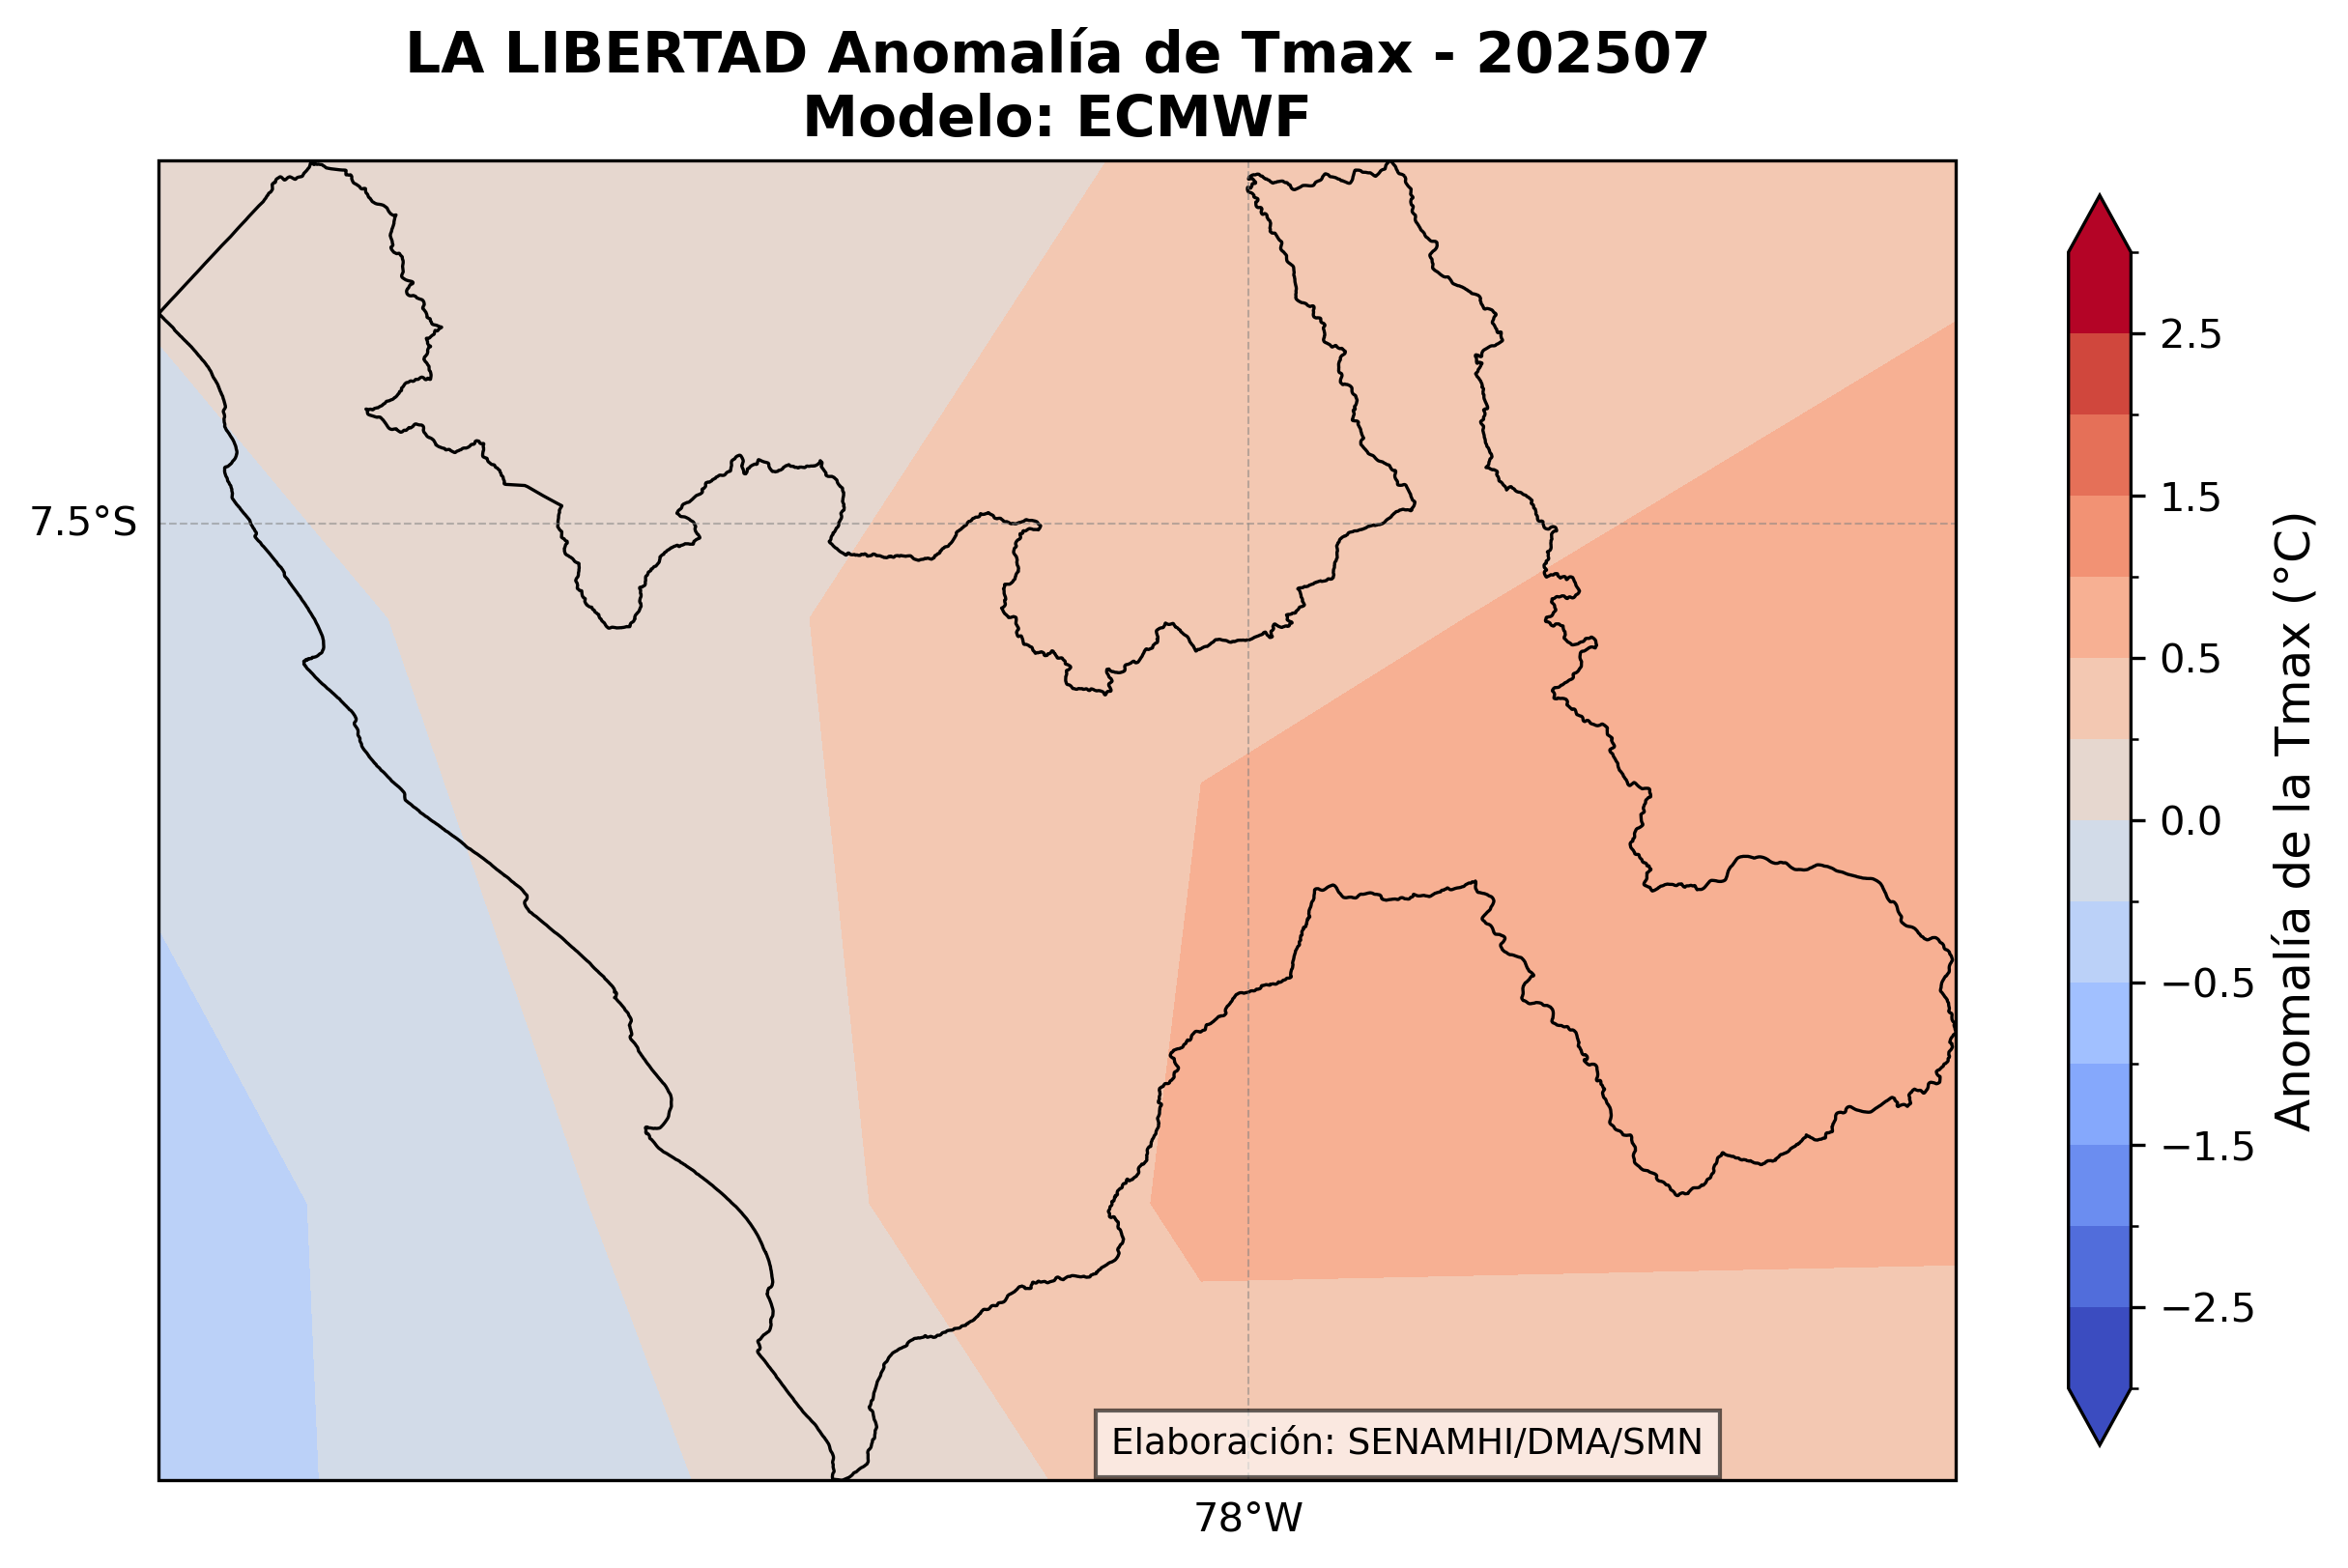 LA LIBERTAD Anomalía de Tmax - 202507
Modelo: ECMWF
7.5°S
78°W
Elaboración: SENAMHI/DMA/SMN
2.5
1.5
0.5
0.0
−0.5
−1.5
−2.5
Anomalía de la Tmax (°C)